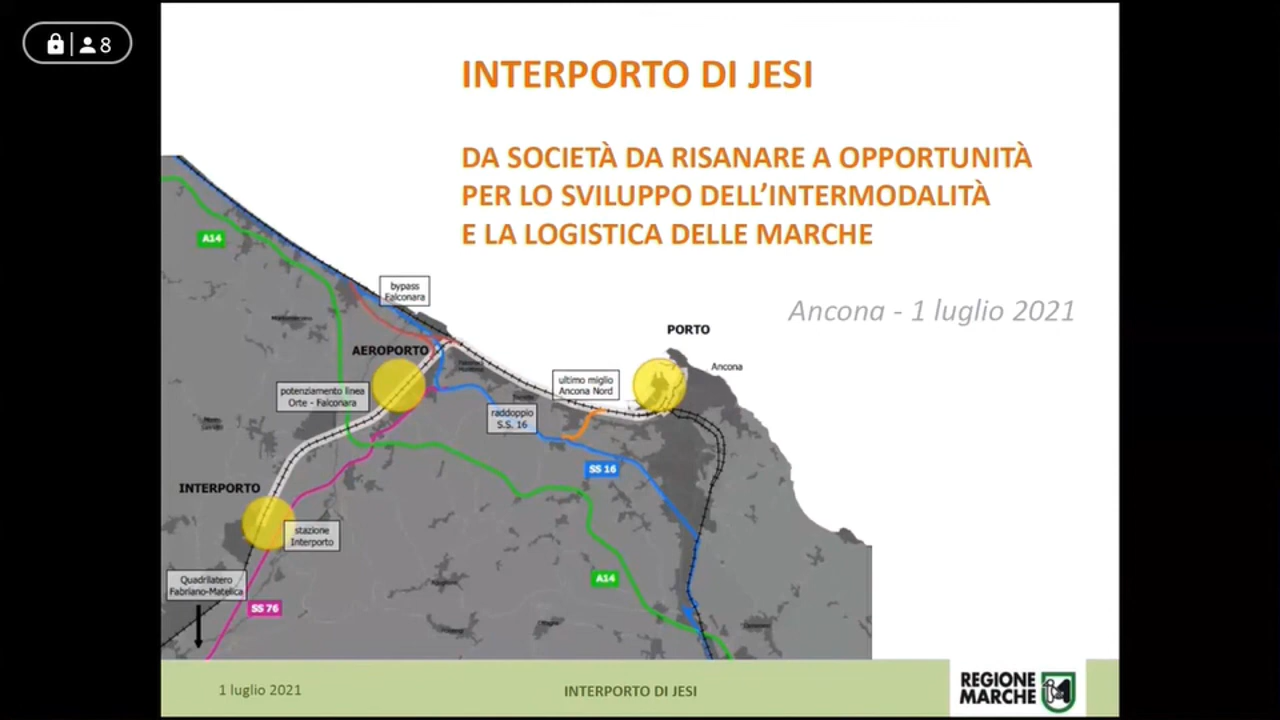 8
INTERPORTO DI JESI
DA SOCIETÀ DA RISANARE A OPPORTUNITÀ
PER LO SVILUPPO DELL'INTERMODALITÀ
E LA LOGISTICA DELLE MARCHE
Ancona - 1 luglio 2021
A14
bypass
Falconara
PORTO
AEROPORTO
Ancona
potenziamento linea
Orte - Falconara
ultimo miglio
Ancona Nord
raddoppio
S.S. 16
SS 16
INTERPORTO
stazione
Interporto
Quadrilatero
Fabriano-Matelica
A14
SS 76
1 luglio 2021
INTERPORTO DI JESI
REGIONE
MARCHE